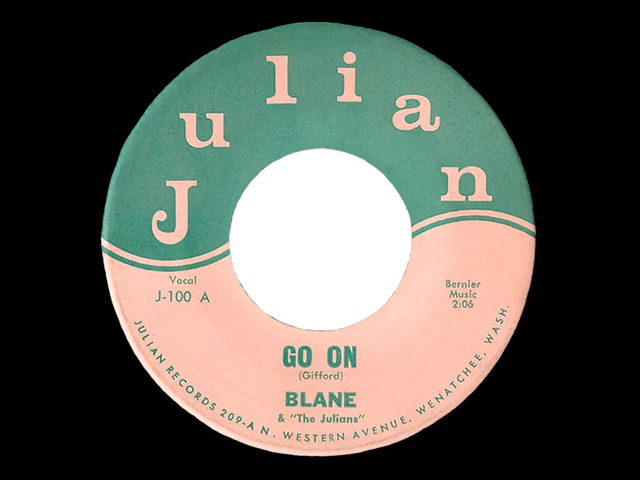 Julian
Vocal
J-100 A
Bernier
Music
2:06
GO ON
(Gifford)
BLANE
& "The Julians"
JULIAN RECORDS 209-A N. WESTERN AVENUE, WENATCHEE, WASH.